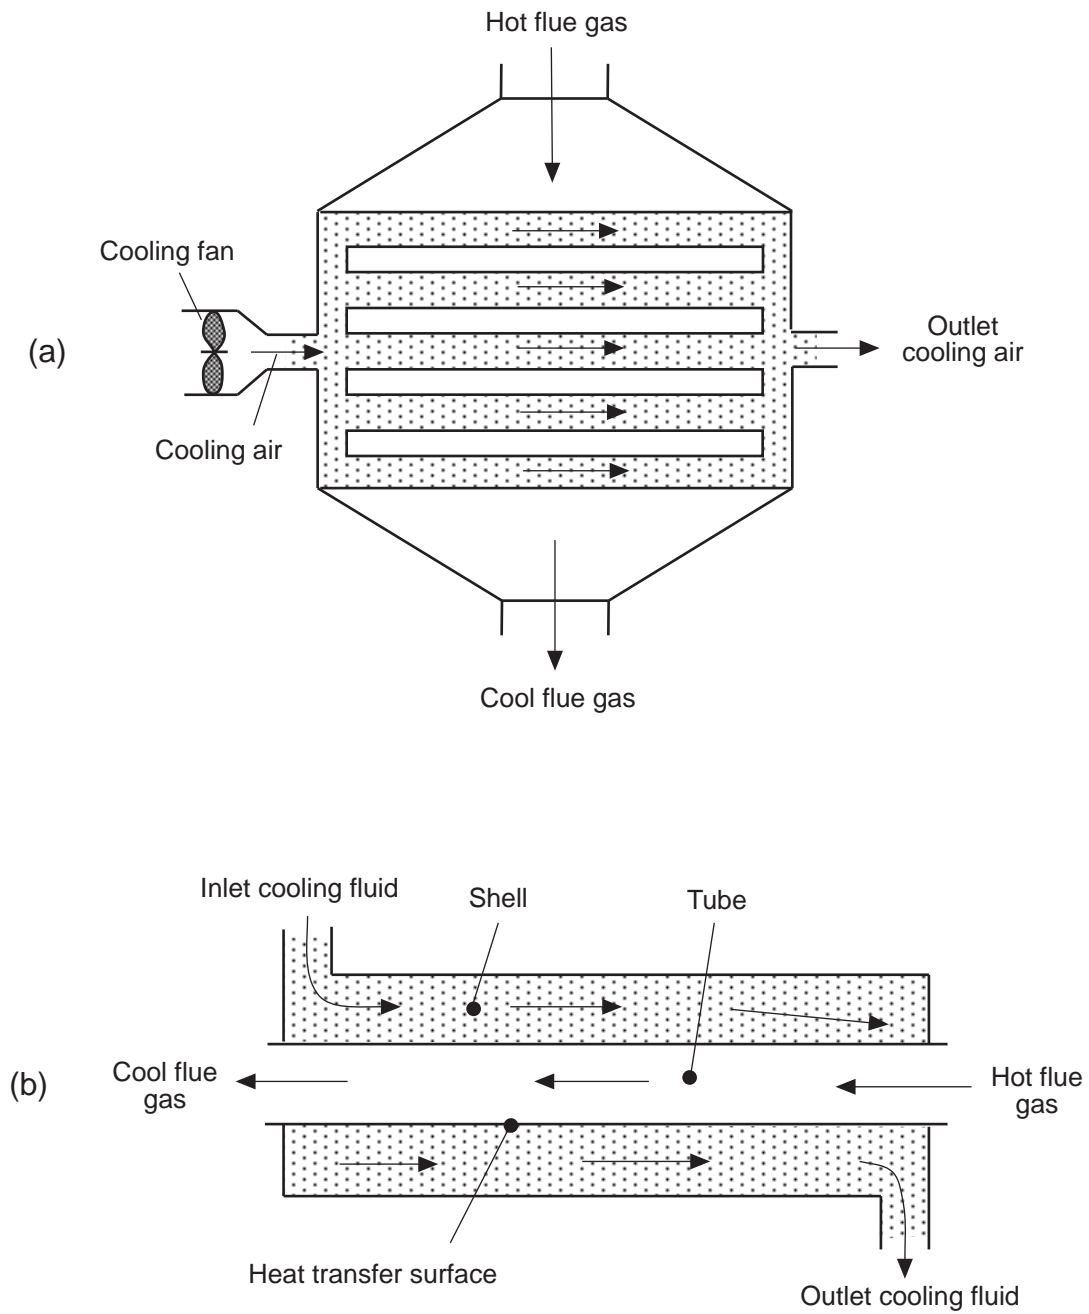 Hot flue gas
Cooling fan
(a)
Outlet
cooling air
Cooling air
Cool flue gas
Inlet cooling fluid
Shell
Tube
(b)
Cool flue
gas
Hot flue
gas
Heat transfer surface
Outlet cooling fluid